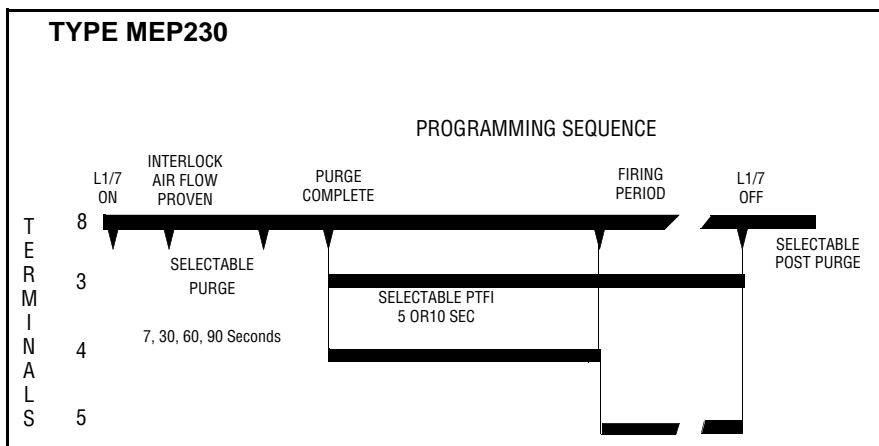 TYPE MEP230
PROGRAMMING SEQUENCE
L1/7
ON
INTERLOCK
AIR FLOW
PROVEN
PURGE
COMPLETE
FIRING
PERIOD
L1/7
OFF
TERMINALS
8
SELECTABLE
PURGE
SELECTABLE
POST PURGE
3
SELECTABLE PTFI
5 OR10 SEC
7, 30, 60, 90 Seconds
4
5